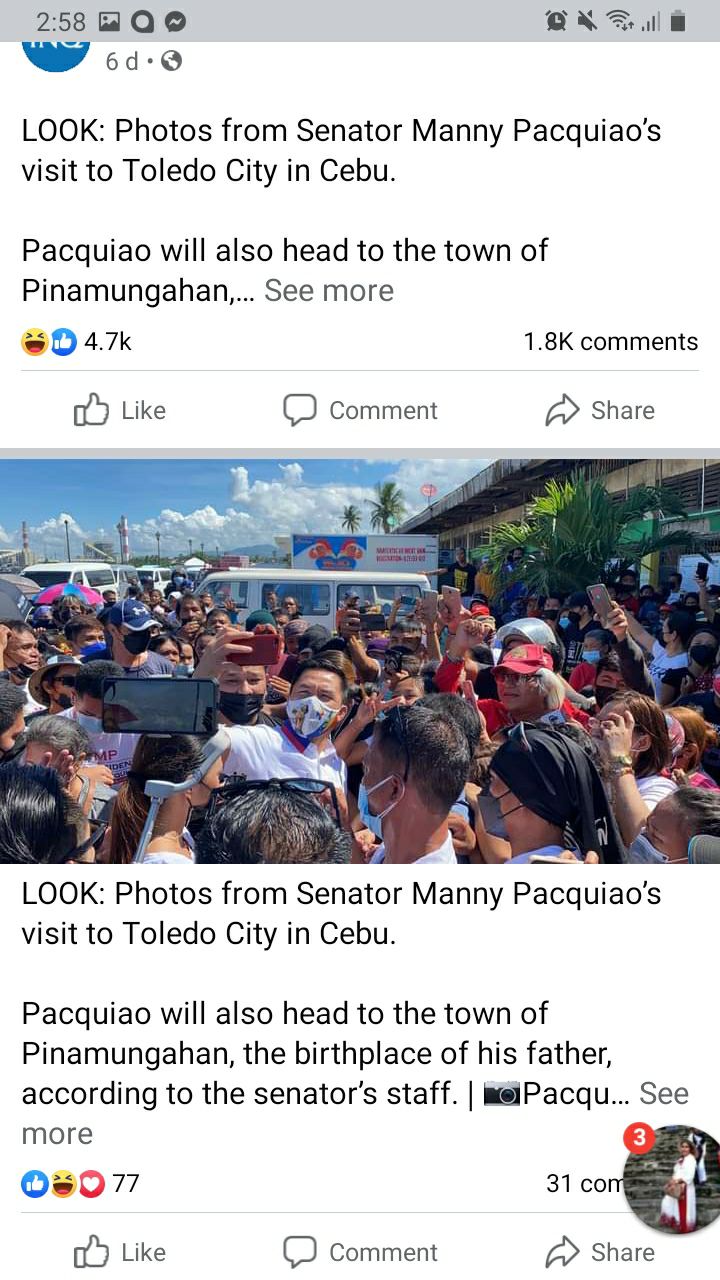 2:58
INQ
6 d •
LOOK: Photos from Senator Manny Pacquiao’s
visit to Toledo City in Cebu.
Pacquiao will also head to the town of
Pinamungahan,... See more
4.7k
1.8K comments
Like
Comment
Share
LOOK: Photos from Senator Manny Pacquiao’s
visit to Toledo City in Cebu.
Pacquiao will also head to the town of
Pinamungahan, the birthplace of his father,
according to the senator’s staff. | 📷Pacqu... See
more
77
31 com
3
Like
Comment
Share